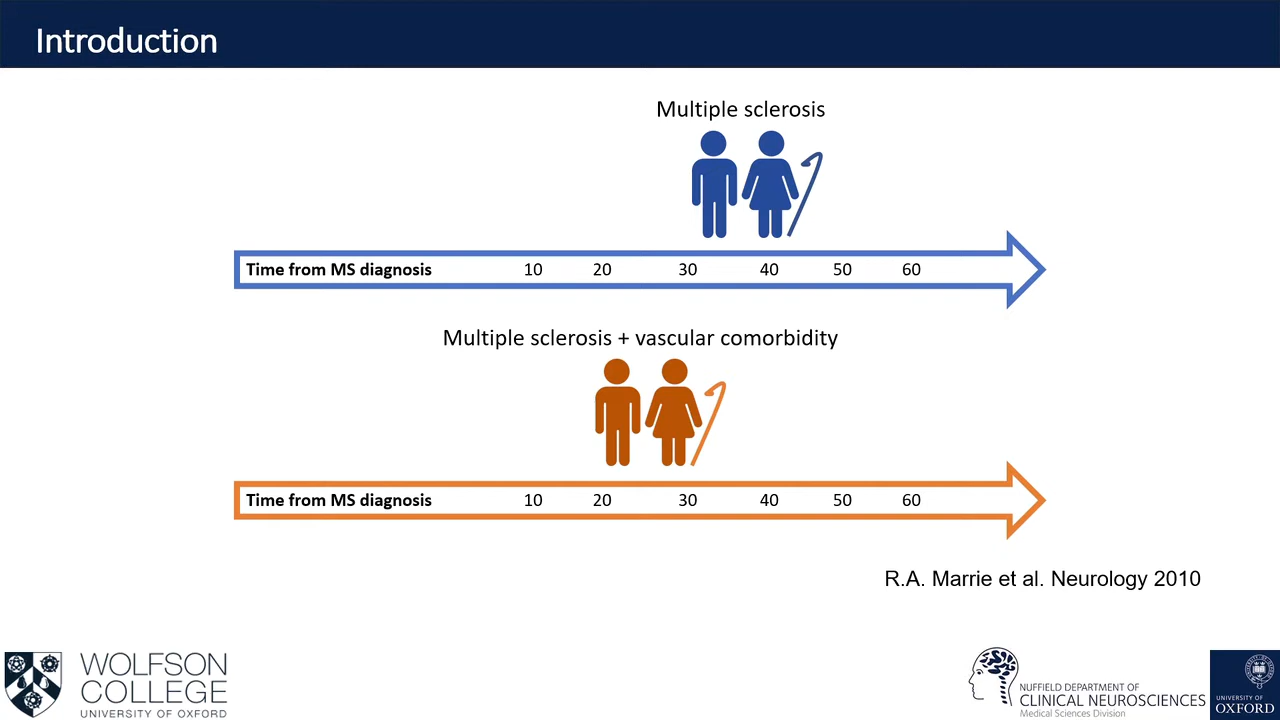 Introduction
Multiple sclerosis
Time from MS diagnosis 10 20 30 40 50 60
Multiple sclerosis + vascular comorbidity
Time from MS diagnosis 10 20 30 40 50 60
R.A. Marrie et al. Neurology 2010
WOLFSON
COLLEGE
UNIVERSITY OF OXFORD
NUFFIELD DEPARTMENT OF
CLINICAL NEUROSCIENCES
Medical Sciences Division
UNIVERSITY OF
OXFORD